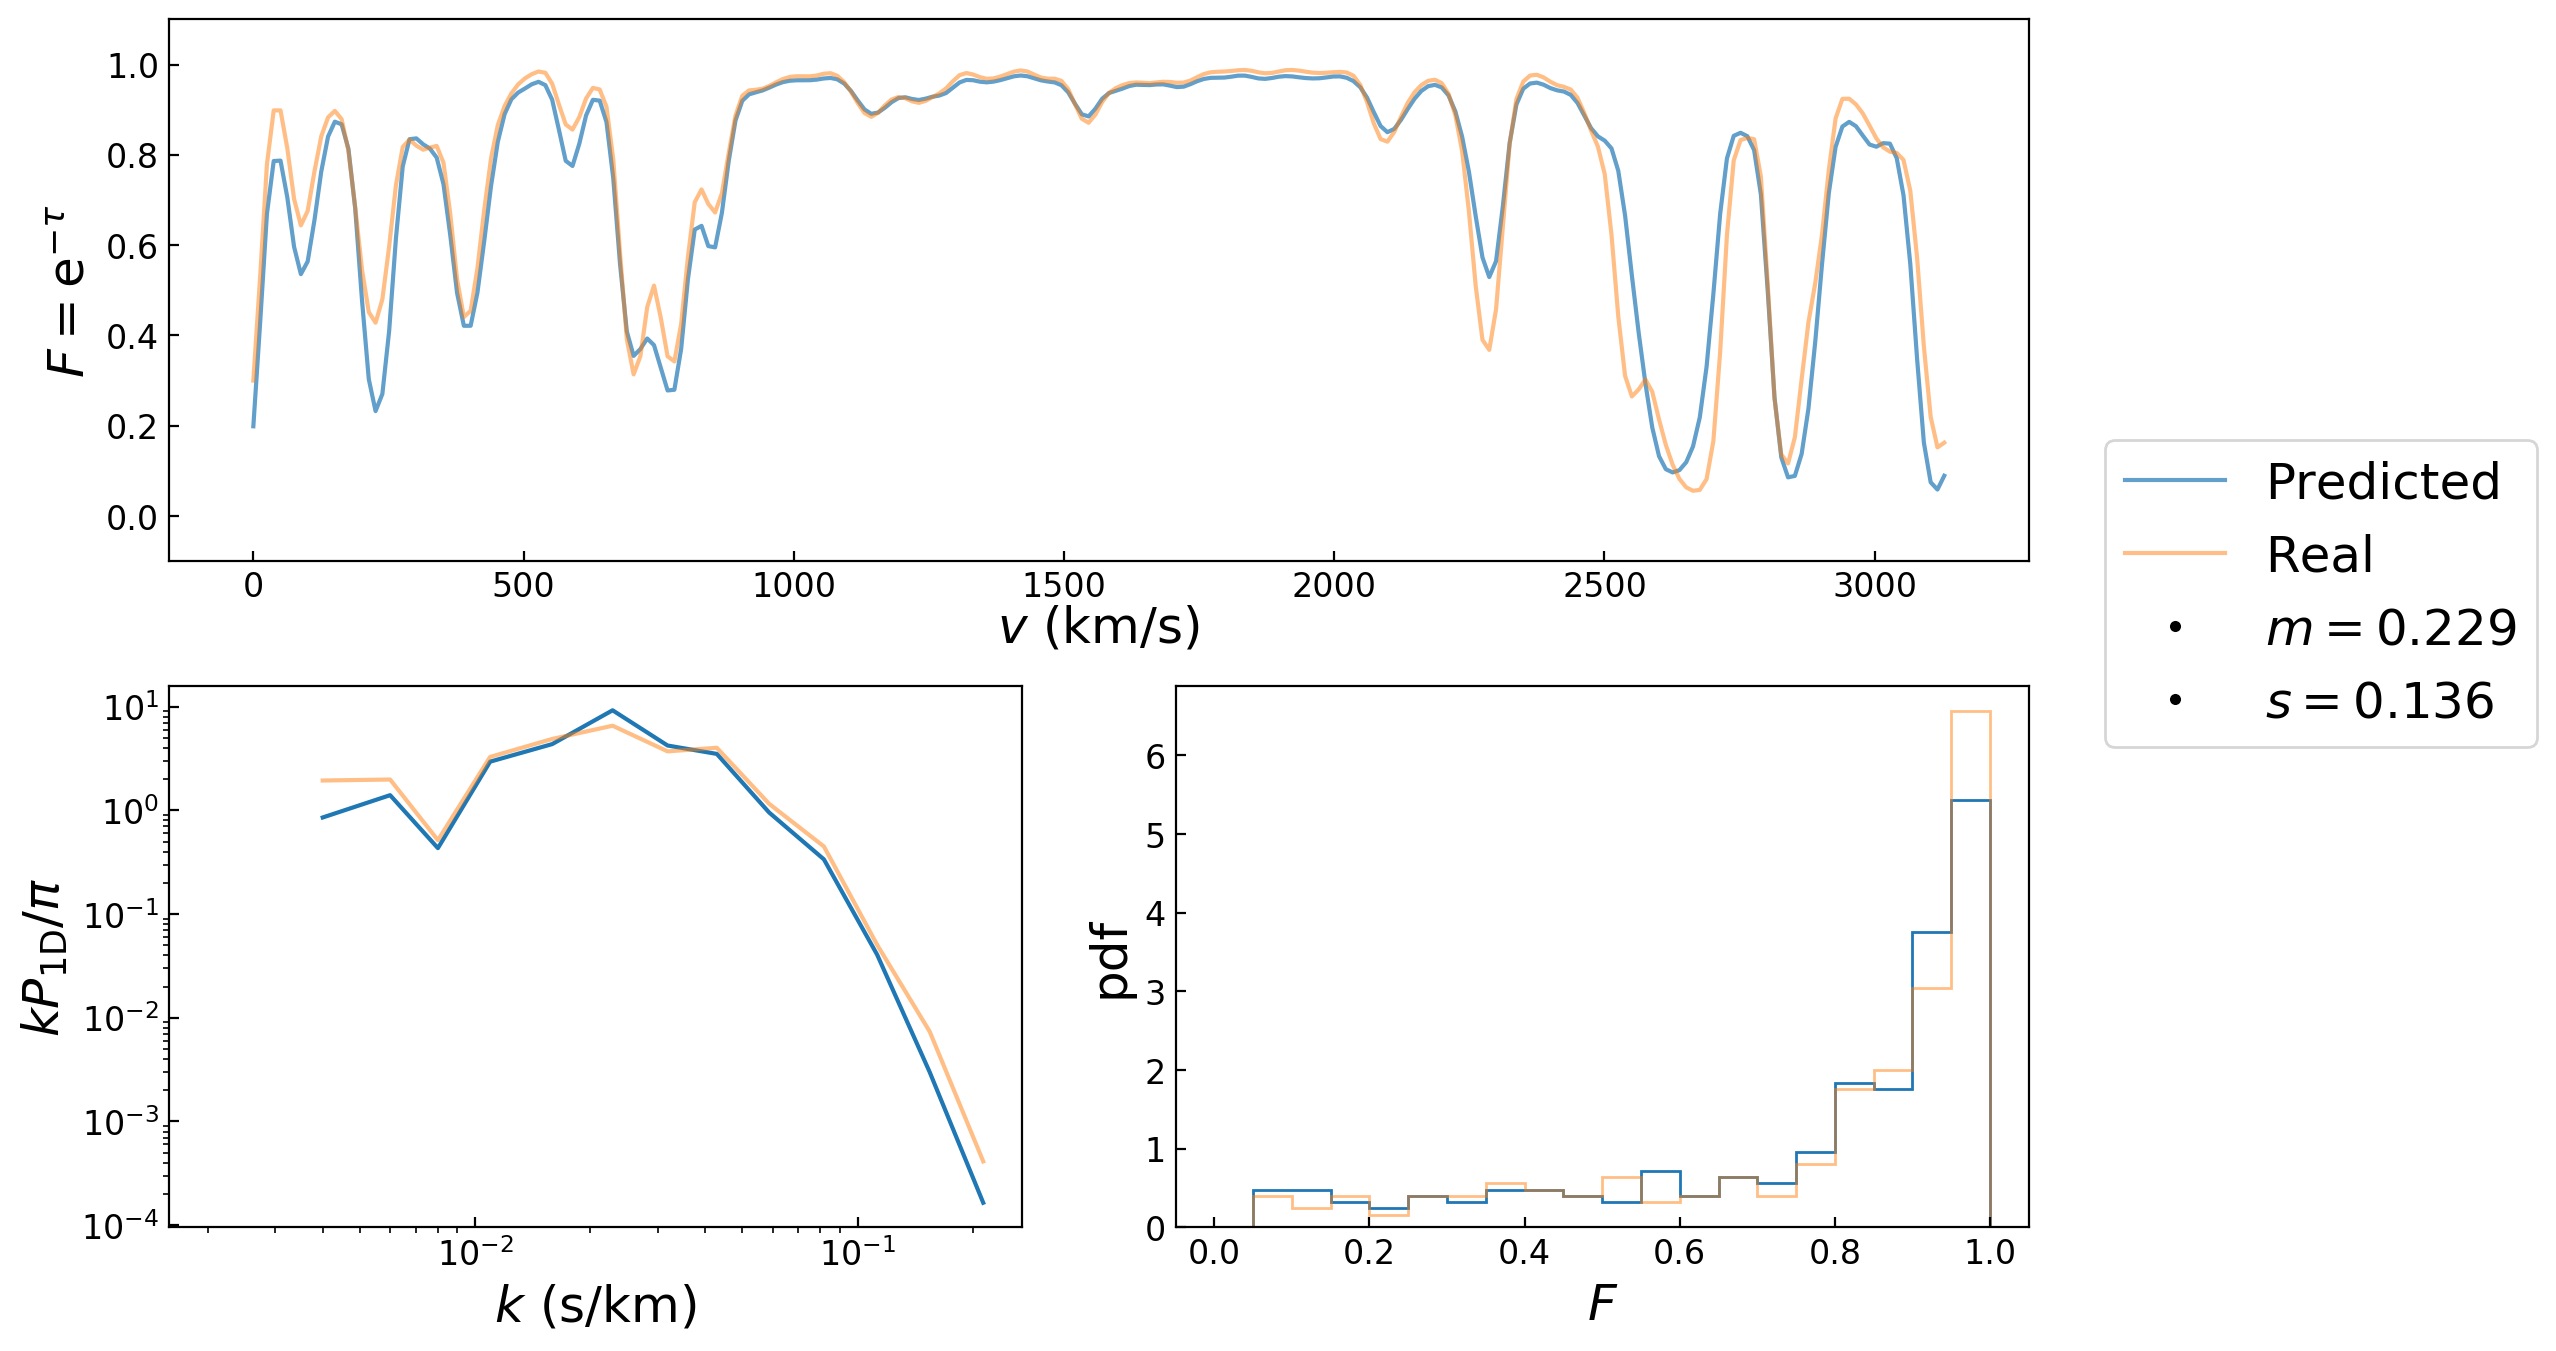 1.0
0.8
0.6
0.4
0.2
0.0
F = e^{−τ}
0 500 1000 1500 2000 2500 3000
v (km/s)
Predicted
Real
m = 0.229
s = 0.136
10^1
10^0
10^{−1}
10^{−2}
10^{−3}
10^{−4}
kP_{1D}/π
10^{−2} 10^{−1}
k (s/km)
6
5
4
3
2
1
0
pdf
0.0 0.2 0.4 0.6 0.8 1.0
F